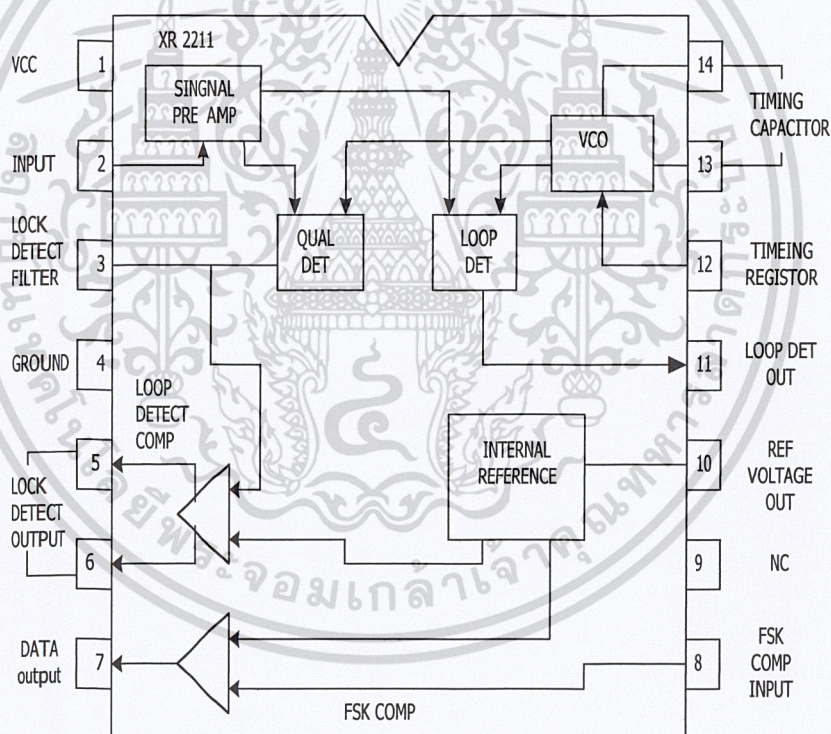 XR 2211
VCC
1
SINGNAL
PRE AMP
14
TIMING
CAPACITOR
VCO
INPUT
2
13
LOCK
DETECT
FILTER
3
QUAL
DET
LOOP
DET
12
TIMEING
REGISTOR
GROUND
4
11
LOOP DET
OUT
LOOP
DETECT
COMP
5
INTERNAL
REFERENCE
10
REF
VOLTAGE
OUT
LOCK
DETECT
OUTPUT
6
9
NC
DATA
output
7
8
FSK
COMP
INPUT
FSK COMP